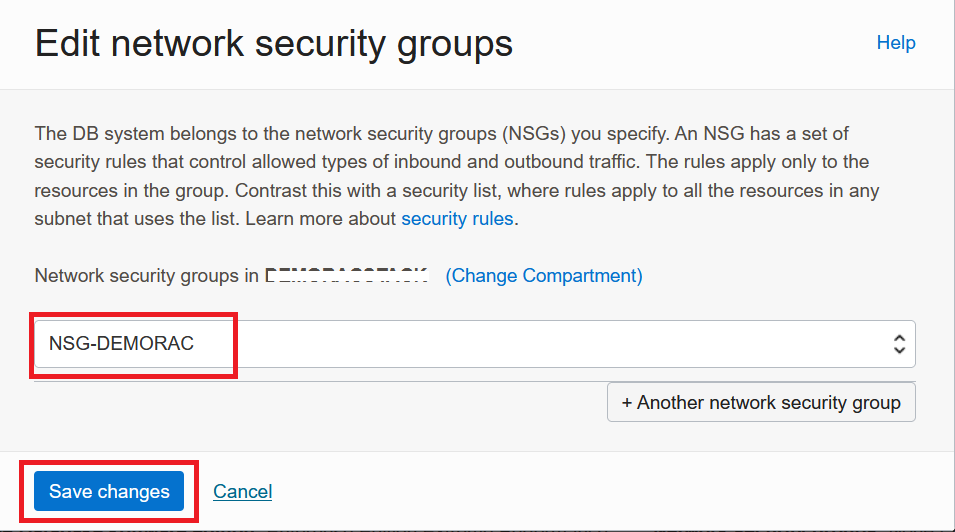 Edit network security groups
Help
The DB system belongs to the network security groups (NSGs) you specify. An NSG has a set of
security rules that control allowed types of inbound and outbound traffic. The rules apply only to the
resources in the group. Contrast this with a security list, where rules apply to all the resources in any
subnet that uses the list. Learn more about security rules.
Network security groups in (Change Compartment)
NSG-DEMORAC
+ Another network security group
Save changes
Cancel